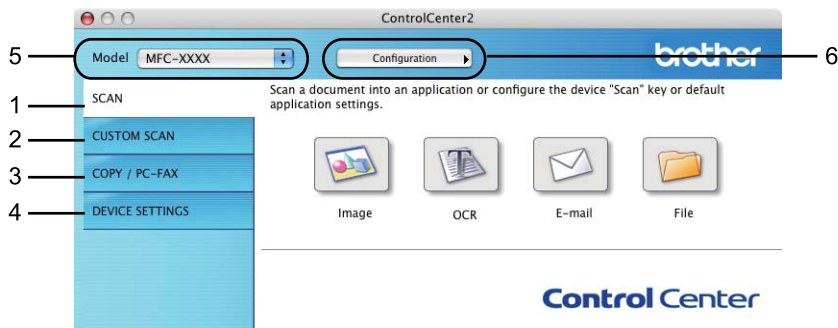 ControlCenter2
5
Model
MFC-XXXX
Configuration
brother
6
1
SCAN
Scan a document into an application or configure the device "Scan" key or default
application settings.
2
CUSTOM SCAN
3
COPY / PC-FAX
4
DEVICE SETTINGS
Image
OCR
E-mail
File
Control Center